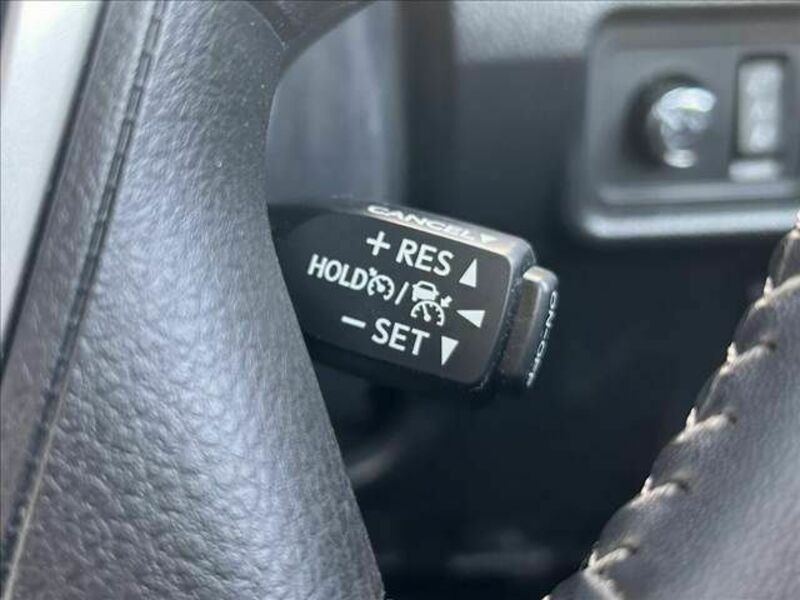 CANCEL▼
+ RES ▲
HOLD /
− SET ▼
ON-OFF